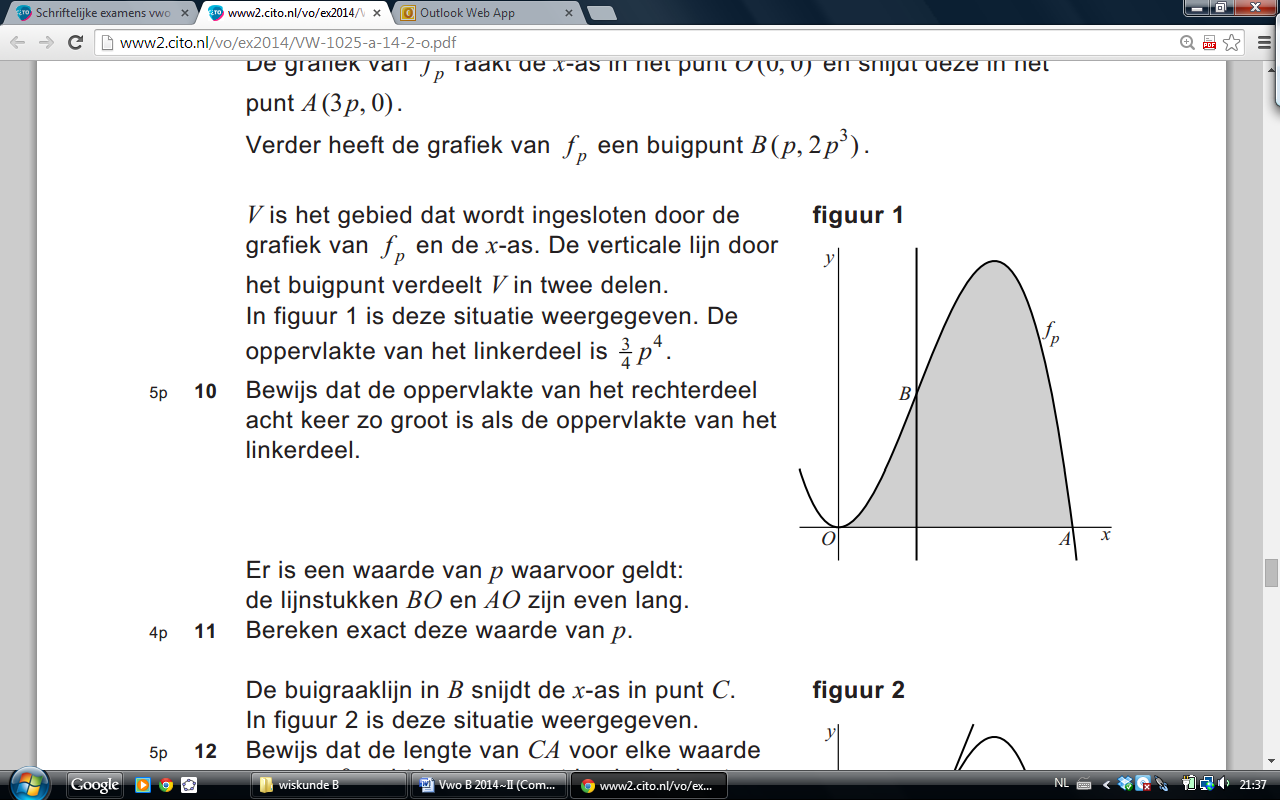 Schriftelijke examens vwo
www2.cito.nl/vo/ex2014/V
Outlook Web App
www2.cito.nl/vo/ex2014/VW-1025-a-14-2-o.pdf
De grafiek van f_p raakt de x-as in het punt O(0, 0) en snijdt deze in het
punt A(3p, 0).
Verder heeft de grafiek van f_p een buigpunt B(p, 2p³).
V is het gebied dat wordt ingesloten door de
grafiek van f_p en de x-as. De verticale lijn door
het buigpunt verdeelt V in twee delen.
In figuur 1 is deze situatie weergegeven. De
oppervlakte van het linkerdeel is ¾ p⁴.
5p 10 Bewijs dat de oppervlakte van het rechterdeel
acht keer zo groot is als de oppervlakte van het
linkerdeel.
figuur 1
y
f_p
B
O
A
x
Er is een waarde van p waarvoor geldt:
de lijnstukken BO en AO zijn even lang.
4p 11 Bereken exact deze waarde van p.
De buigraaklijn in B snijdt de x-as in punt C.
In figuur 2 is deze situatie weergegeven.
5p 12 Bewijs dat de lengte van CA voor elke waarde
figuur 2
y
Google
wiskunde B
Vwo B 2014~II (Com...
www2.cito.nl/vo/ex...
NL
21:37